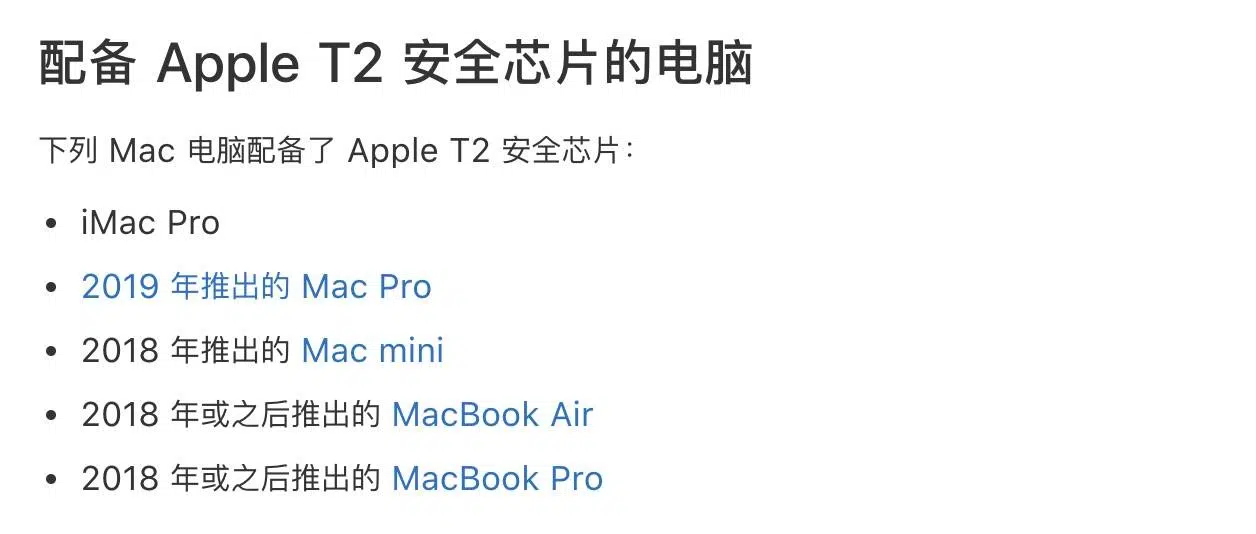 配备 Apple T2 安全芯片的电脑
下列 Mac 电脑配备了 Apple T2 安全芯片：
• iMac Pro
• 2019 年推出的 Mac Pro
• 2018 年推出的 Mac mini
• 2018 年或之后推出的 MacBook Air
• 2018 年或之后推出的 MacBook Pro